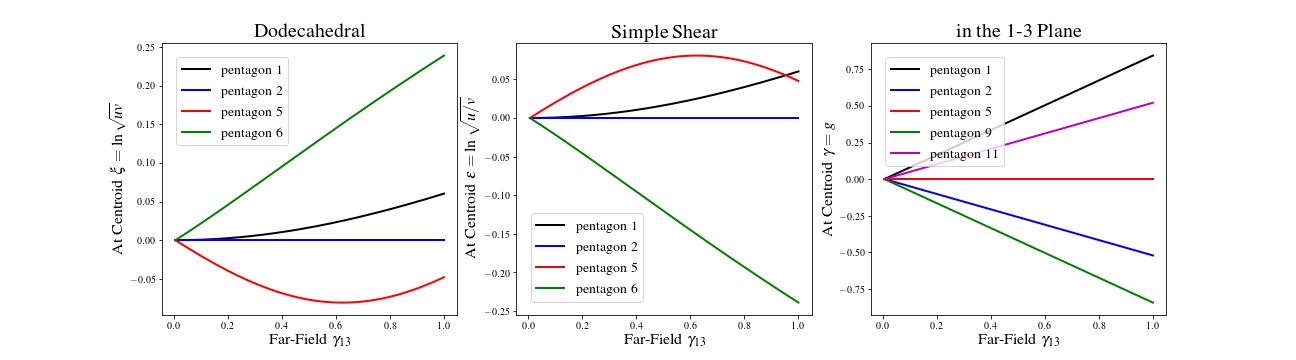 Dodecahedral
At Centroid ξ = ln √uv
0.25
0.20
0.15
0.10
0.05
0.00
−0.05
pentagon 1
pentagon 2
pentagon 5
pentagon 6
0.0 0.2 0.4 0.6 0.8 1.0
Far-Field γ13
Simple Shear
At Centroid ε = ln √u/v
0.05
0.00
−0.05
−0.10
−0.15
−0.20
−0.25
pentagon 1
pentagon 2
pentagon 5
pentagon 6
0.0 0.2 0.4 0.6 0.8 1.0
Far-Field γ13
in the 1-3 Plane
At Centroid γ = g
0.75
0.50
0.25
0.00
−0.25
−0.50
−0.75
pentagon 1
pentagon 2
pentagon 5
pentagon 9
pentagon 11
0.0 0.2 0.4 0.6 0.8 1.0
Far-Field γ13